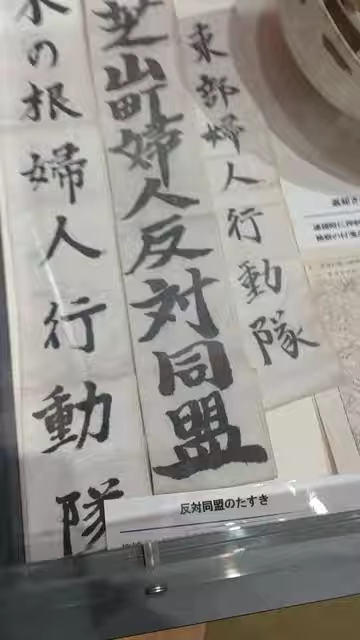 東部婦人行動隊
芝山町婦人反対同盟
木の根婦人行動隊
反対同盟のたすき